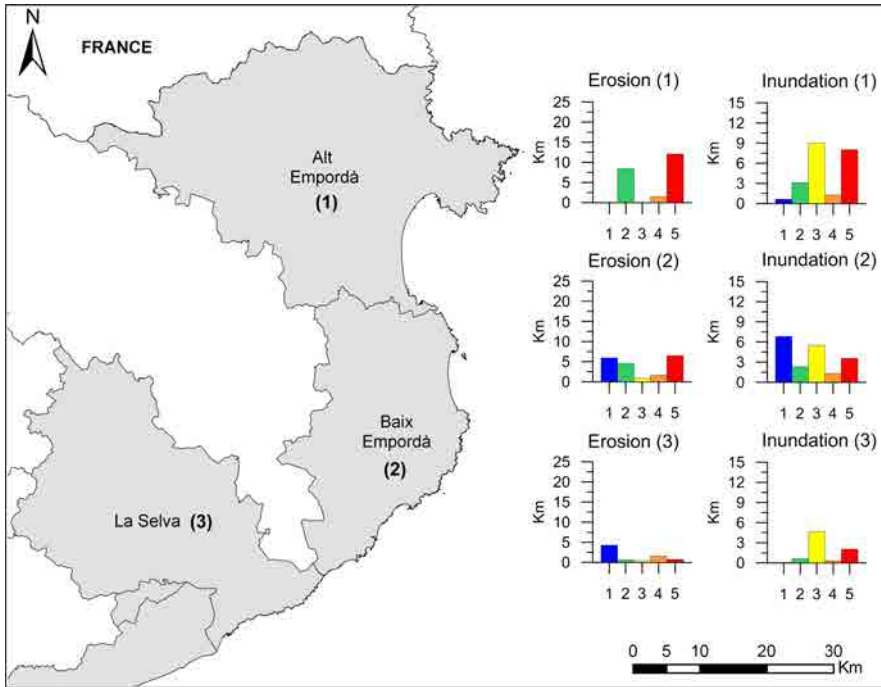 N
FRANCE
Alt
Empordà
(1)
Baix
Empordà
(2)
La Selva (3)
Erosion (1)
Km
25
20
15
10
5
0
1 2 3 4 5
Inundation (1)
Km
15
12
9
6
3
0
1 2 3 4 5
Erosion (2)
Km
25
20
15
10
5
0
1 2 3 4 5
Inundation (2)
Km
15
12
9
6
3
0
1 2 3 4 5
Erosion (3)
Km
25
20
15
10
5
0
1 2 3 4 5
Inundation (3)
Km
15
12
9
6
3
0
1 2 3 4 5
0 5 10 20 30
Km